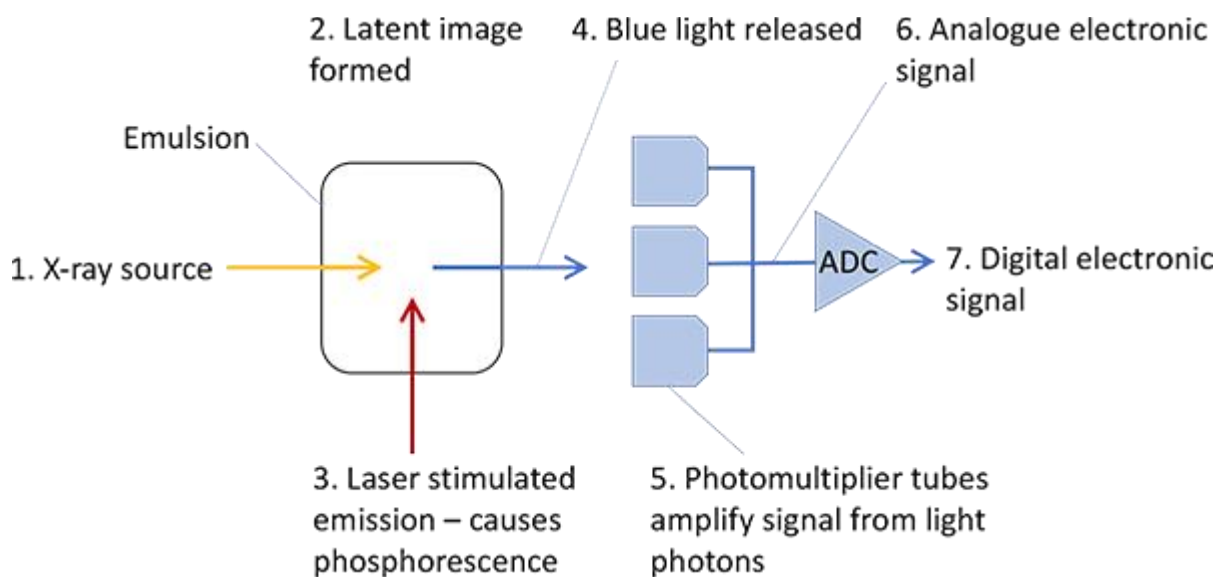 2. Latent image
formed
4. Blue light released
6. Analogue electronic
signal
Emulsion
1. X-ray source
ADC
7. Digital electronic
signal
3. Laser stimulated
emission – causes
phosphorescence
5. Photomultiplier tubes
amplify signal from light
photons